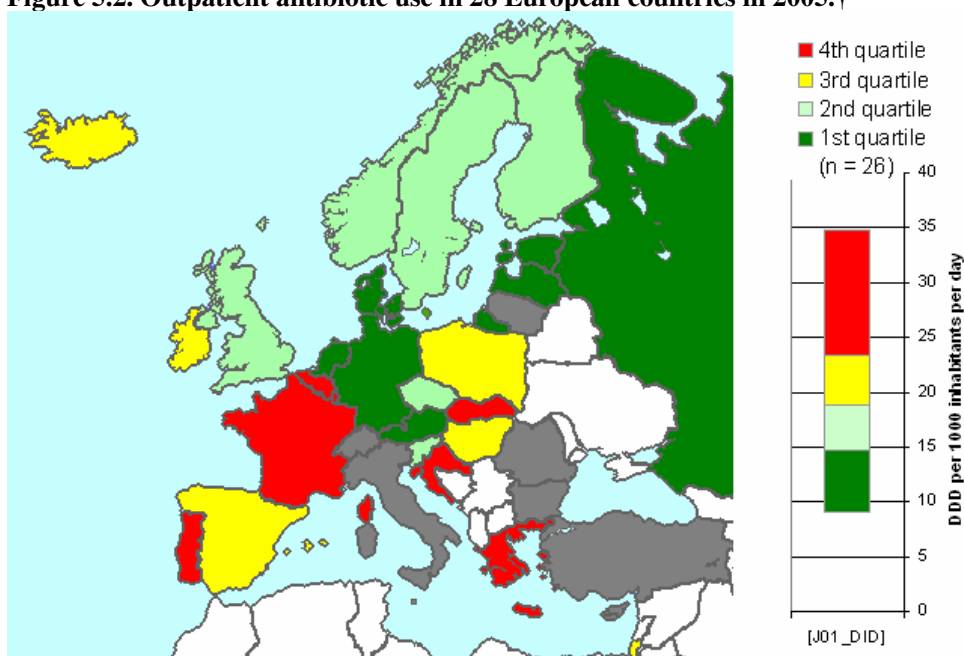 Figure 5.2. Outpatient antibiotic use in 28 European countries in 2005.¶
4th quartile
3rd quartile
2nd quartile
1st quartile
(n = 26)
40
35
30
25
20
15
10
5
0
DDD per 1000 inhabitants per day
[J01_DID]